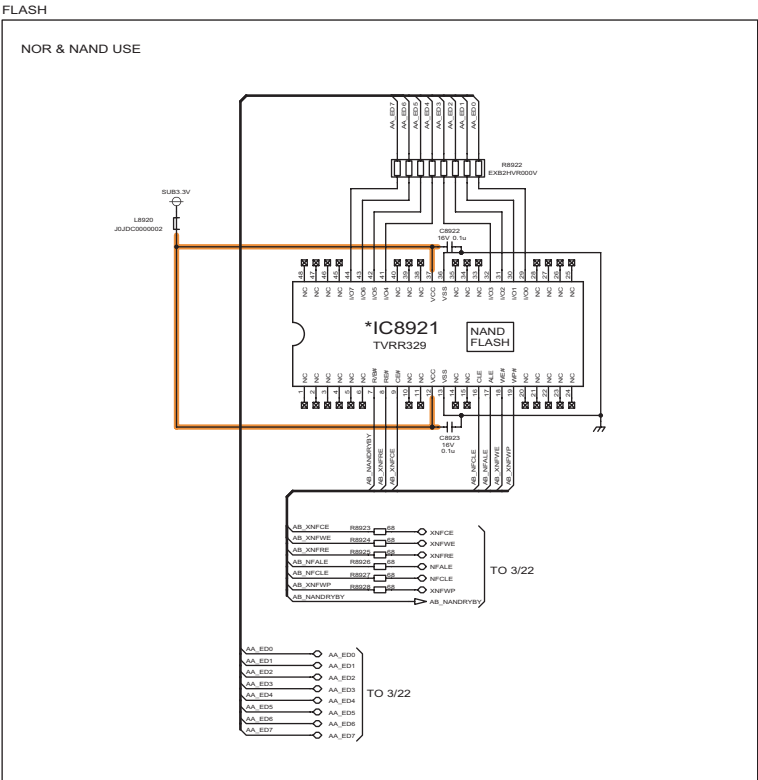 FLASH
NOR & NAND USE
AA_ED7
AA_ED6
AA_ED5
AA_ED4
AA_ED3
AA_ED2
AA_ED1
AA_ED0
R8922
EXB2HVR000V
SUB3.3V
L8920
J0JDC0000002
C8922
16V 0.1u
48
47
46
45
44
43
42
41
40
39
38
37
36
35
34
33
32
31
30
29
28
27
26
25
NC
NC
NC
NC
I/O7
I/O6
I/O5
I/O4
NC
NC
NC
VCC
VSS
NC
NC
NC
I/O3
I/O2
I/O1
I/O0
NC
NC
NC
NC
*IC8921
TVRR329
NAND
FLASH
NC
NC
NC
NC
NC
NC
R/B#
RE#
CE#
NC
NC
VCC
VSS
NC
NC
CLE
ALE
WE#
WP#
NC
NC
NC
NC
NC
1
2
3
4
5
6
7
8
9
10
11
12
13
14
15
16
17
18
19
20
21
22
23
24
C8923
16V
0.1u
AB_NANDRYBY
AB_XNFRE
AB_XNFCE
AB_NFCLE
AB_NFALE
AB_XNFWE
AB_XNFWP
AB_XNFCE R8923 68 XNFCE
AB_XNFWE R8924 68 XNFWE
AB_XNFRE R8925 68 XNFRE
AB_NFALE R8926 68 NFALE
AB_NFCLE R8927 68 NFCLE
AB_XNFWP R8928 68 XNFWP
AB_NANDRYBY AB_NANDRYBY
TO 3/22
AA_ED0 AA_ED0
AA_ED1 AA_ED1
AA_ED2 AA_ED2
AA_ED3 AA_ED3
AA_ED4 AA_ED4
AA_ED5 AA_ED5
AA_ED6 AA_ED6
AA_ED7 AA_ED7
TO 3/22